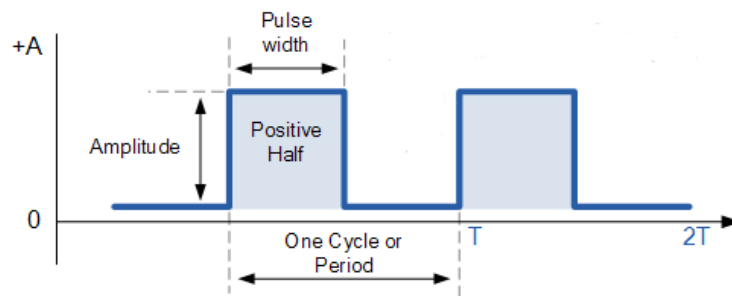 Pulse
width
+A
Amplitude
Positive
Half
0
T
2T
One Cycle or
Period